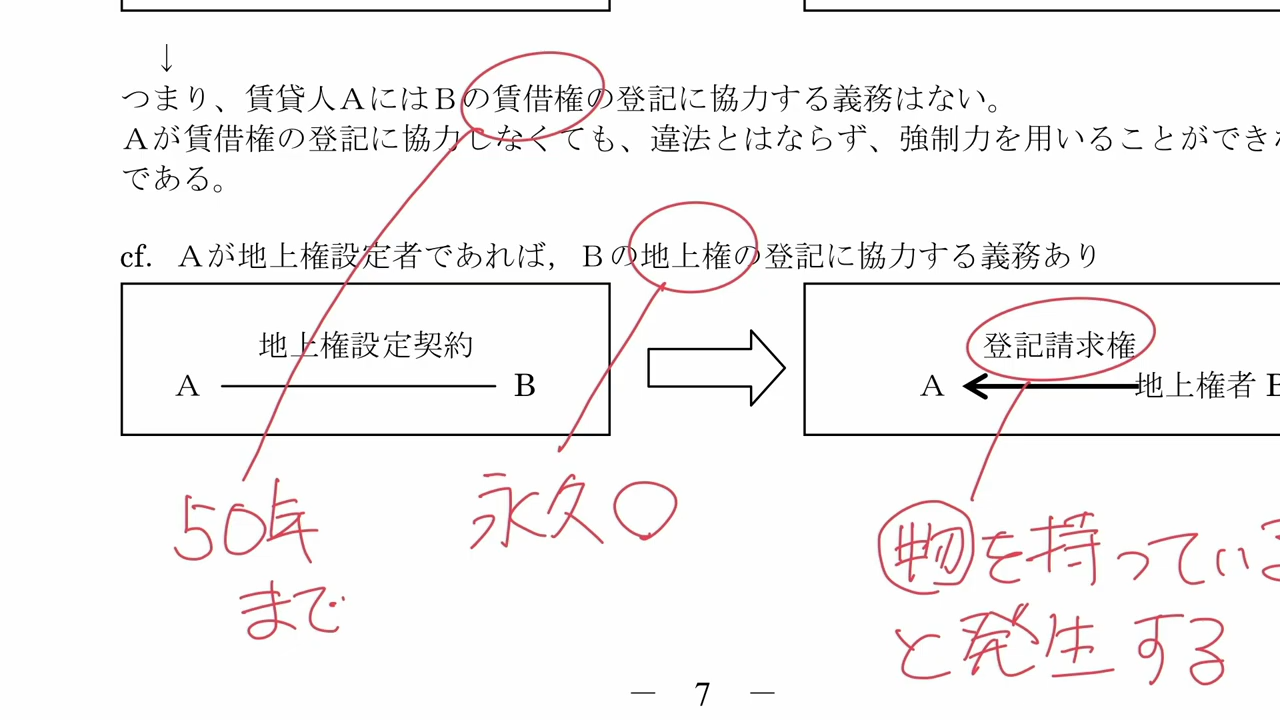 ↓
つまり、賃貸人AにはBの賃借権の登記に協力する義務はない。
Aが賃借権の登記に協力しなくても、違法とはならず、強制力を用いることができ
である。
cf. Aが地上権設定者であれば，Bの地上権の登記に協力する義務あり
地上権設定契約
A B
登記請求権
A 地上権者 B
50年
まで
永久〇
物を持っている
と発生する
― 7 ―